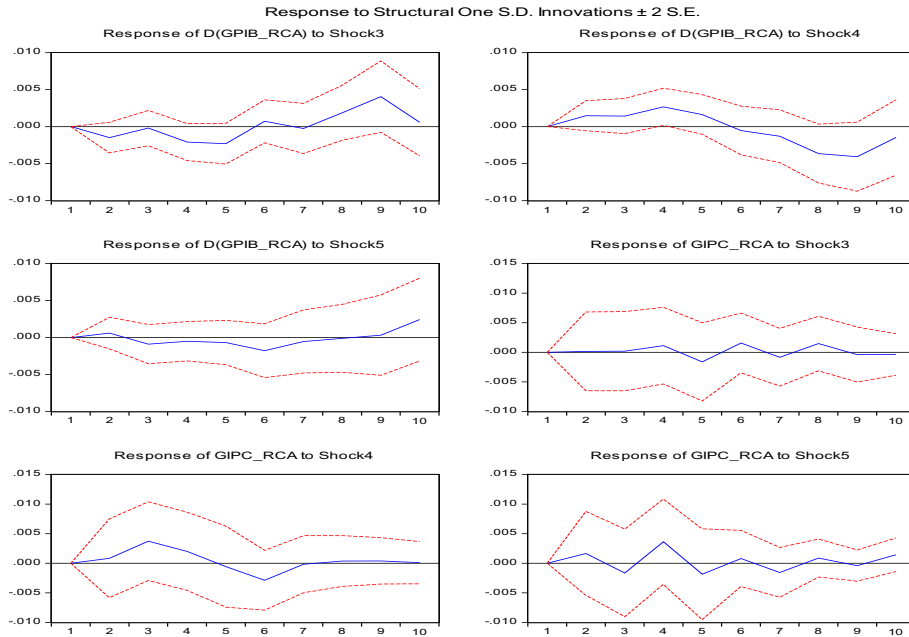 Response to Structural One S.D. Innovations ± 2 S.E.
Response of D(GPIB_RCA) to Shock3
.010
.005
.000
-.005
-.010
1 2 3 4 5 6 7 8 9 10
Response of D(GPIB_RCA) to Shock4
.010
.005
.000
-.005
-.010
1 2 3 4 5 6 7 8 9 10
Response of D(GPIB_RCA) to Shock5
.010
.005
.000
-.005
-.010
1 2 3 4 5 6 7 8 9 10
Response of GIPC_RCA to Shock3
.015
.010
.005
.000
-.005
-.010
1 2 3 4 5 6 7 8 9 10
Response of GIPC_RCA to Shock4
.015
.010
.005
.000
-.005
-.010
1 2 3 4 5 6 7 8 9 10
Response of GIPC_RCA to Shock5
.015
.010
.005
.000
-.005
-.010
1 2 3 4 5 6 7 8 9 10